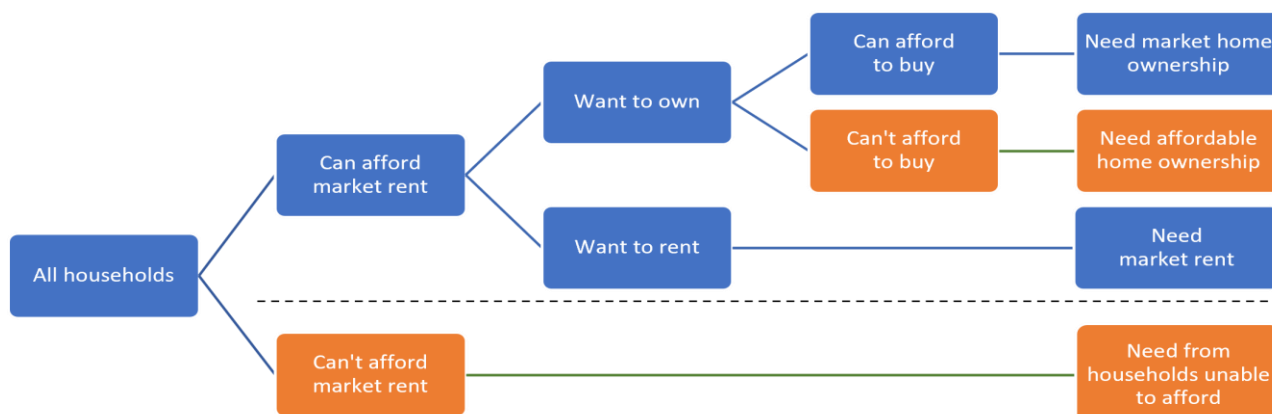 Can afford
to buy
Need market home
ownership
Want to own
Can't afford
to buy
Need affordable
home ownership
Can afford
market rent
Want to rent
Need
market rent
All households
Can't afford
market rent
Need from
households unable
to afford